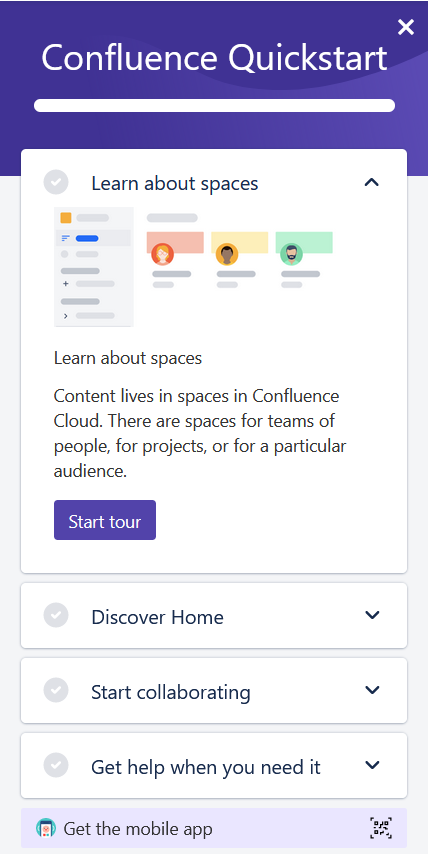 Confluence Quickstart
Learn about spaces
Learn about spaces
Content lives in spaces in Confluence
Cloud. There are spaces for teams of
people, for projects, or for a particular
audience.
Start tour
Discover Home
Start collaborating
Get help when you need it
Get the mobile app